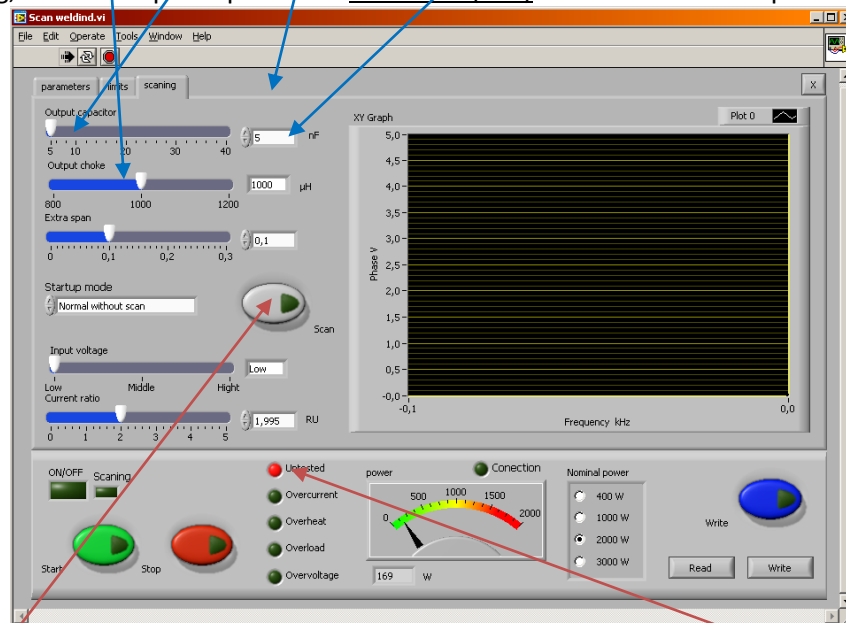 Scan weldind.vi
File Edit Operate Tools Window Help
parameters limits scaning X
Output capacitor
5 nF
5 10 20 30 40
Output choke
1000 µH
800 1000 1200
Extra span
0,1
0 0,1 0,2 0,3
Startup mode
Normal without scan
Scan
Input voltage
Low
Low Middle Hight
Current ratio
1,995 RU
0 1 2 3 4 5
XY Graph
Plot 0
5,0
4,5
4,0
3,5
3,0
2,5
2,0
1,5
1,0
0,5
-0,0
Phase V
-0,1 0,0
Frequency kHz
ON/OFF Scaning
Start Stop
Untested
Overcurrent
Overheat
Overload
Overvoltage
power
Conection
0 500 1000 1500 2000
169 W
Nominal power
400 W
1000 W
2000 W
3000 W
Write
Read Write